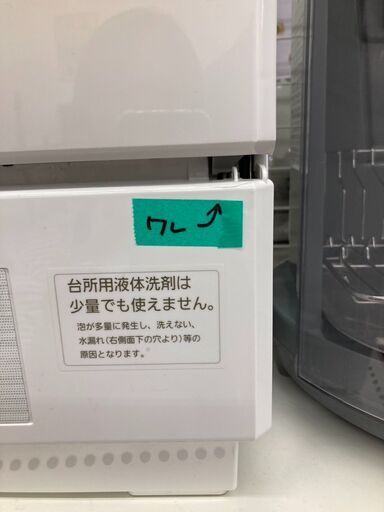 ワレ
台所用液体洗剤は
少量でも使えません。
泡が多量に発生し、洗えない、
水漏れ(右側面下の穴より)等の
原因となります。